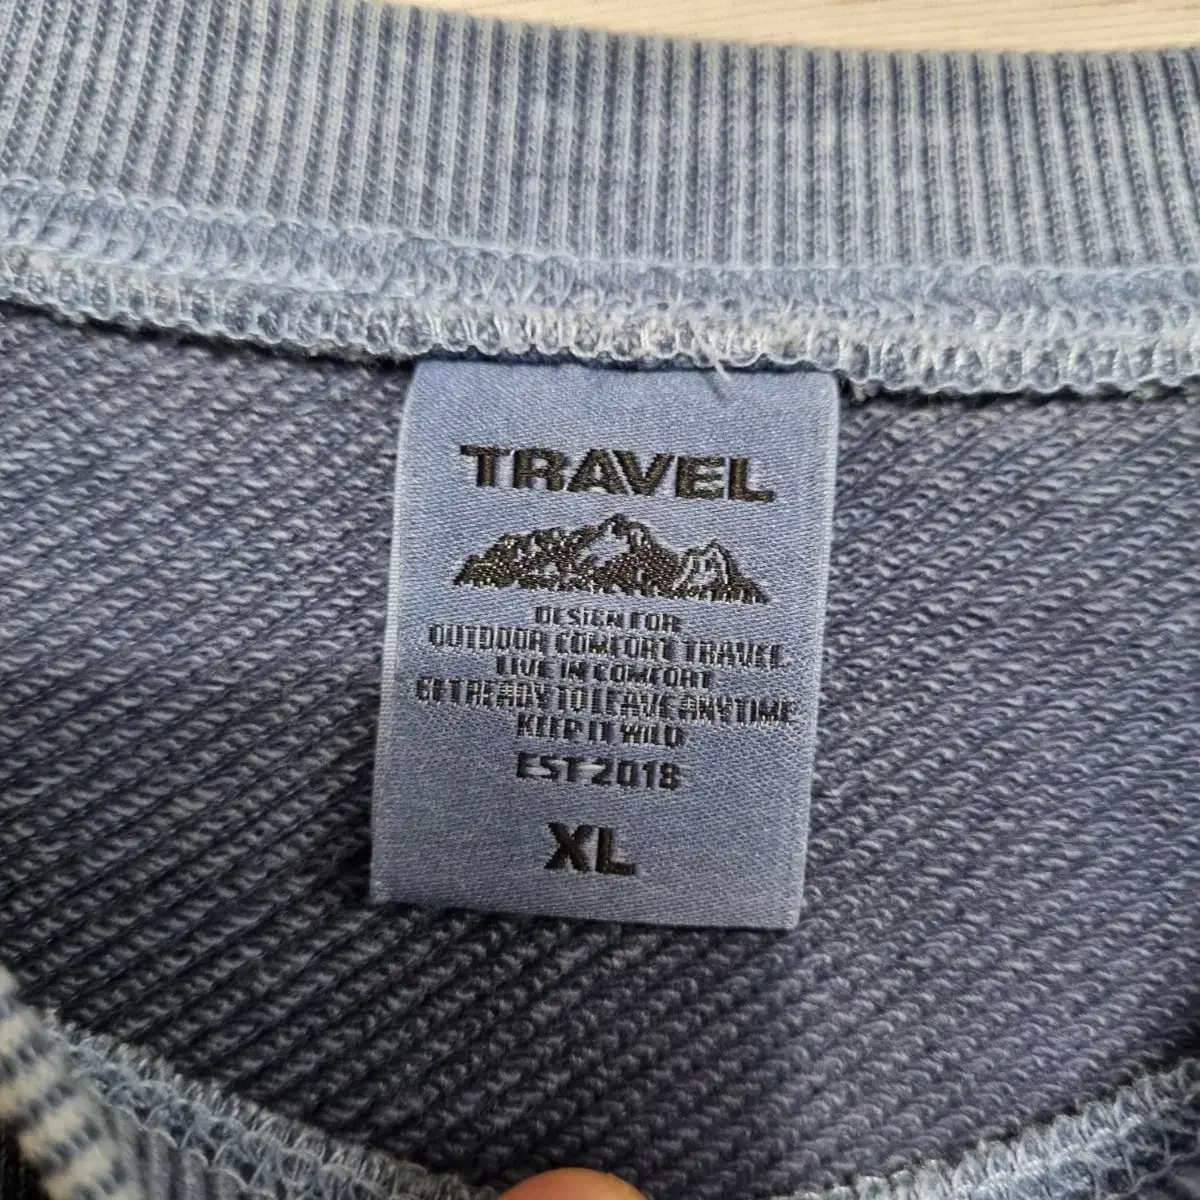 TRAVEL
DESIGN FOR
OUTDOOR COMFORT TRAVEL
LIVE IN COMFORT
GET READY TO LEAVE ANYTIME
KEEP IT WILD
EST 2018
XL